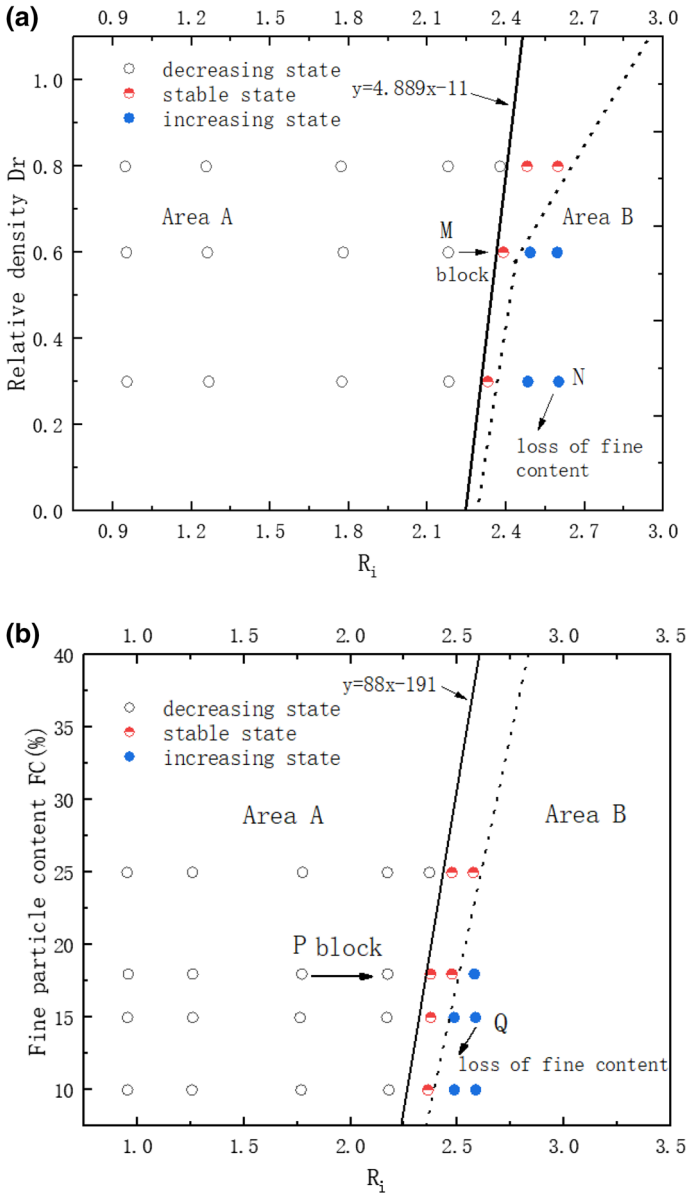 (a)
0.9 1.2 1.5 1.8 2.1 2.4 2.7 3.0
1.0
0.8
0.6
0.4
0.2
0.0
Relative density Dr
decreasing state
stable state
increasing state
y=4.889x-11
Area A
M
block
Area B
N
loss of fine
content
0.9 1.2 1.5 1.8 2.1 2.4 2.7 3.0
Ri
(b)
1.0 1.5 2.0 2.5 3.0 3.5
40
35
30
25
20
15
10
Fine particle content FC(%)
y=88x-191
decreasing state
stable state
increasing state
Area A
Area B
P block
Q
loss of fine content
1.0 1.5 2.0 2.5 3.0 3.5
Ri